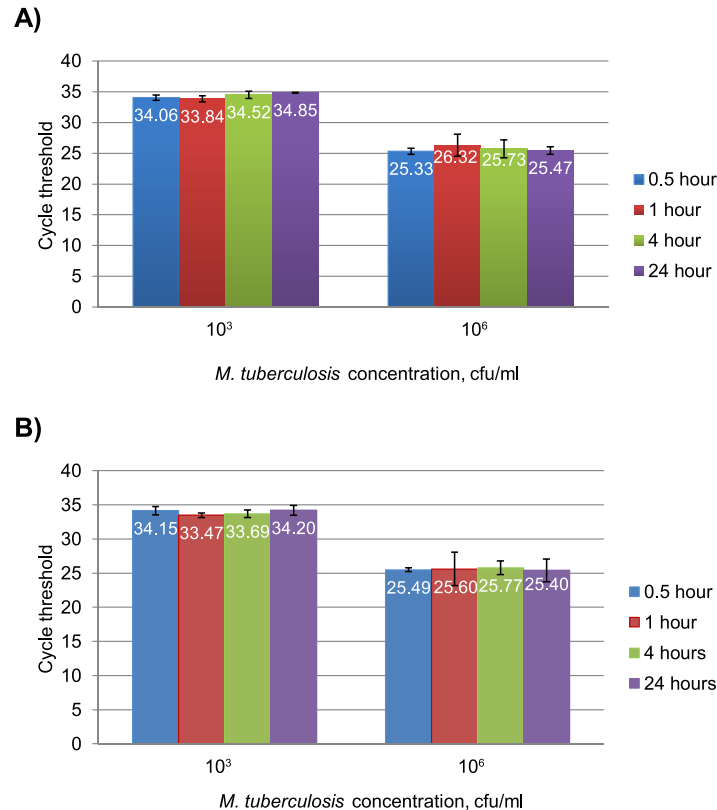 A)
40
35
30
25
20
15
10
5
0
Cycle threshold
34.06 33.84 34.52 34.85
25.33 26.32 25.73 25.47
10³ 10⁶
M. tuberculosis concentration, cfu/ml
0.5 hour
1 hour
4 hour
24 hour
B)
40
35
30
25
20
15
10
5
0
Cycle threshold
34.15 33.47 33.69 34.20
25.49 25.60 25.77 25.40
10³ 10⁶
M. tuberculosis concentration, cfu/ml
0.5 hour
1 hour
4 hours
24 hours